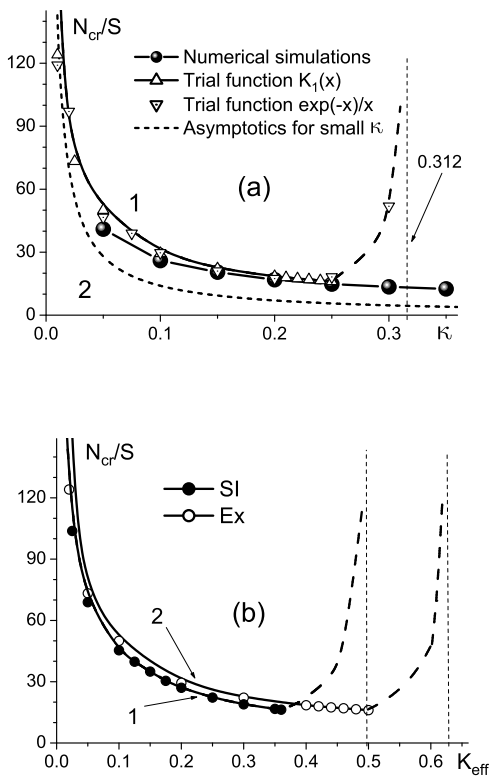 N_cr/S
120
90
60
30
0
Numerical simulations
Trial function K₁(x)
Trial function exp(-x)/x
Asymptotics for small κ
0.312
(a)
1
2
0.0
0.1
0.2
0.3
κ
N_cr/S
120
90
60
30
0
SI
Ex
(b)
2
1
0.0
0.1
0.2
0.3
0.4
0.5
0.6
K_eff